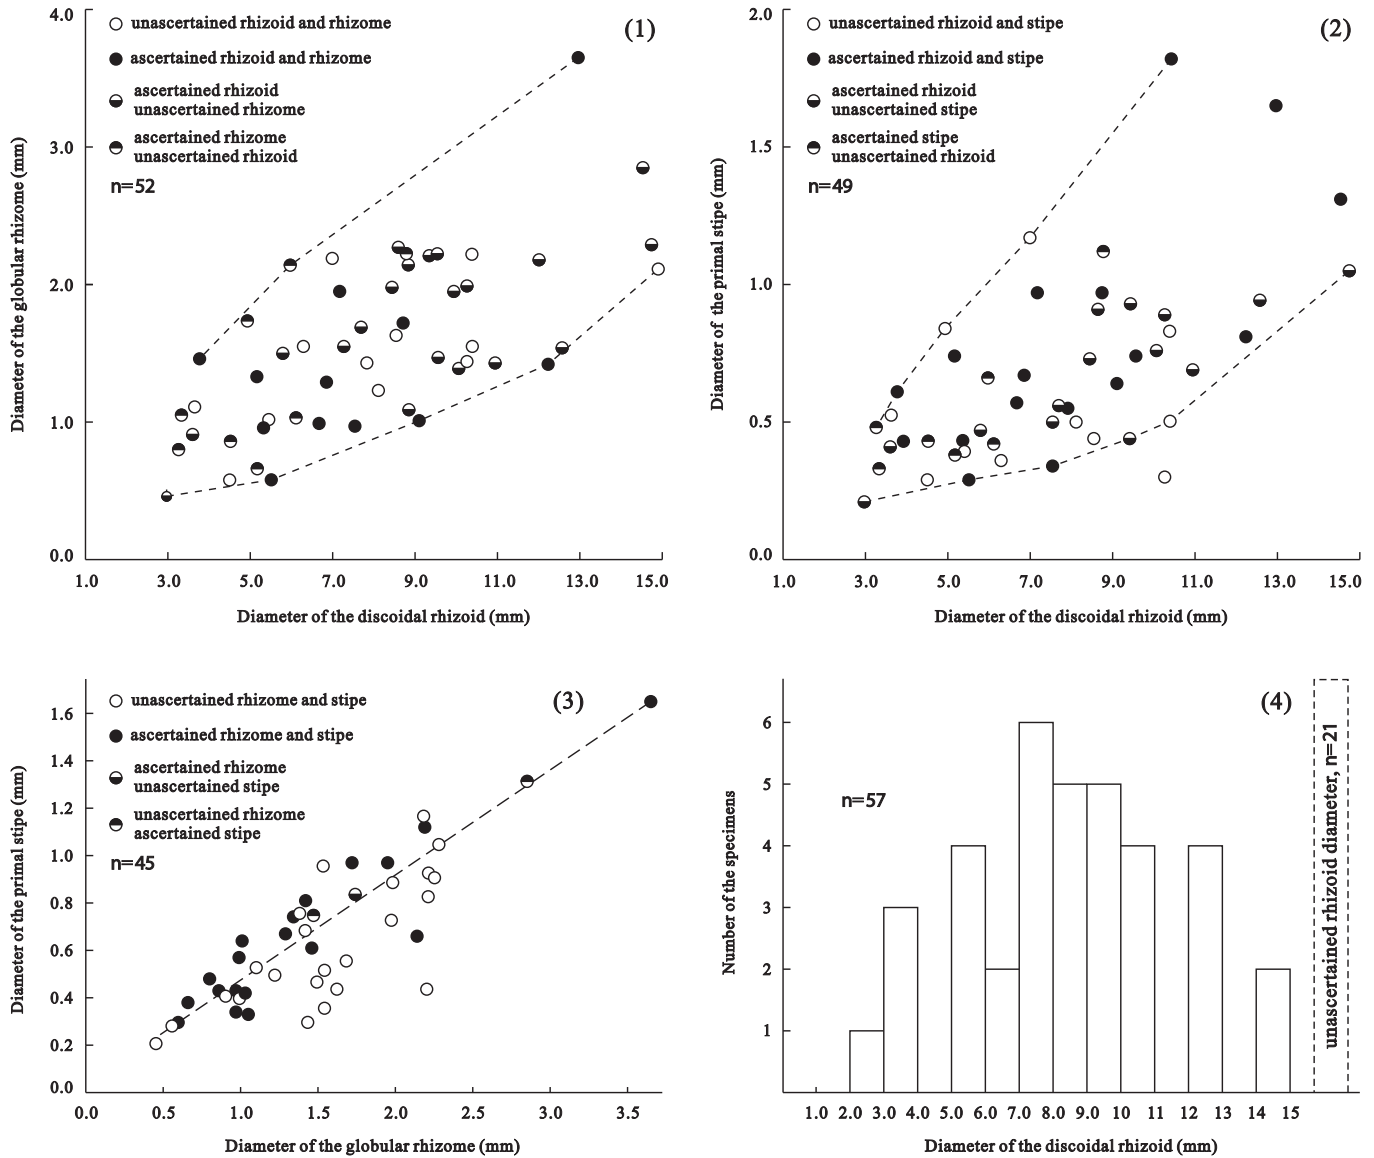 (1)
4.0
3.0
2.0
1.0
0.0
Diameter of the globular rhizome (mm)
unascertained rhizoid and rhizome
ascertained rhizoid and rhizome
ascertained rhizoid
unascertained rhizome
ascertained rhizome
unascertained rhizoid
n=52
1.0 3.0 5.0 7.0 9.0 11.0 13.0 15.0
Diameter of the discoidal rhizoid (mm)
(2)
2.0
1.5
1.0
0.5
0.0
Diameter of the primal stipe (mm)
unascertained rhizoid and stipe
ascertained rhizoid and stipe
ascertained rhizoid
unascertained stipe
ascertained stipe
unascertained rhizoid
n=49
1.0 3.0 5.0 7.0 9.0 11.0 13.0 15.0
Diameter of the discoidal rhizoid (mm)
(3)
1.6
1.4
1.2
1.0
0.8
0.6
0.4
0.2
0.0
Diameter of the primal stipe (mm)
unascertained rhizome and stipe
ascertained rhizome and stipe
ascertained rhizome
unascertained stipe
unascertained rhizome
ascertained stipe
n=45
0.0 0.5 1.0 1.5 2.0 2.5 3.0 3.5
Diameter of the globular rhizome (mm)
(4)
6
5
4
3
2
1
Number of the specimens
n=57
unascertained rhizoid diameter, n=21
1.0 2.0 3.0 4.0 5.0 6.0 7.0 8.0 9.0 10 11 12 13 14 15
Diameter of the discoidal rhizoid (mm)